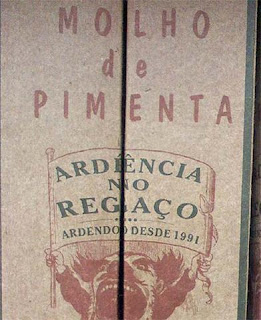 MOLHO
de
PIMENTA
ARDÊNCIA
NO
REGAÇO
ARDENDO DESDE 1991